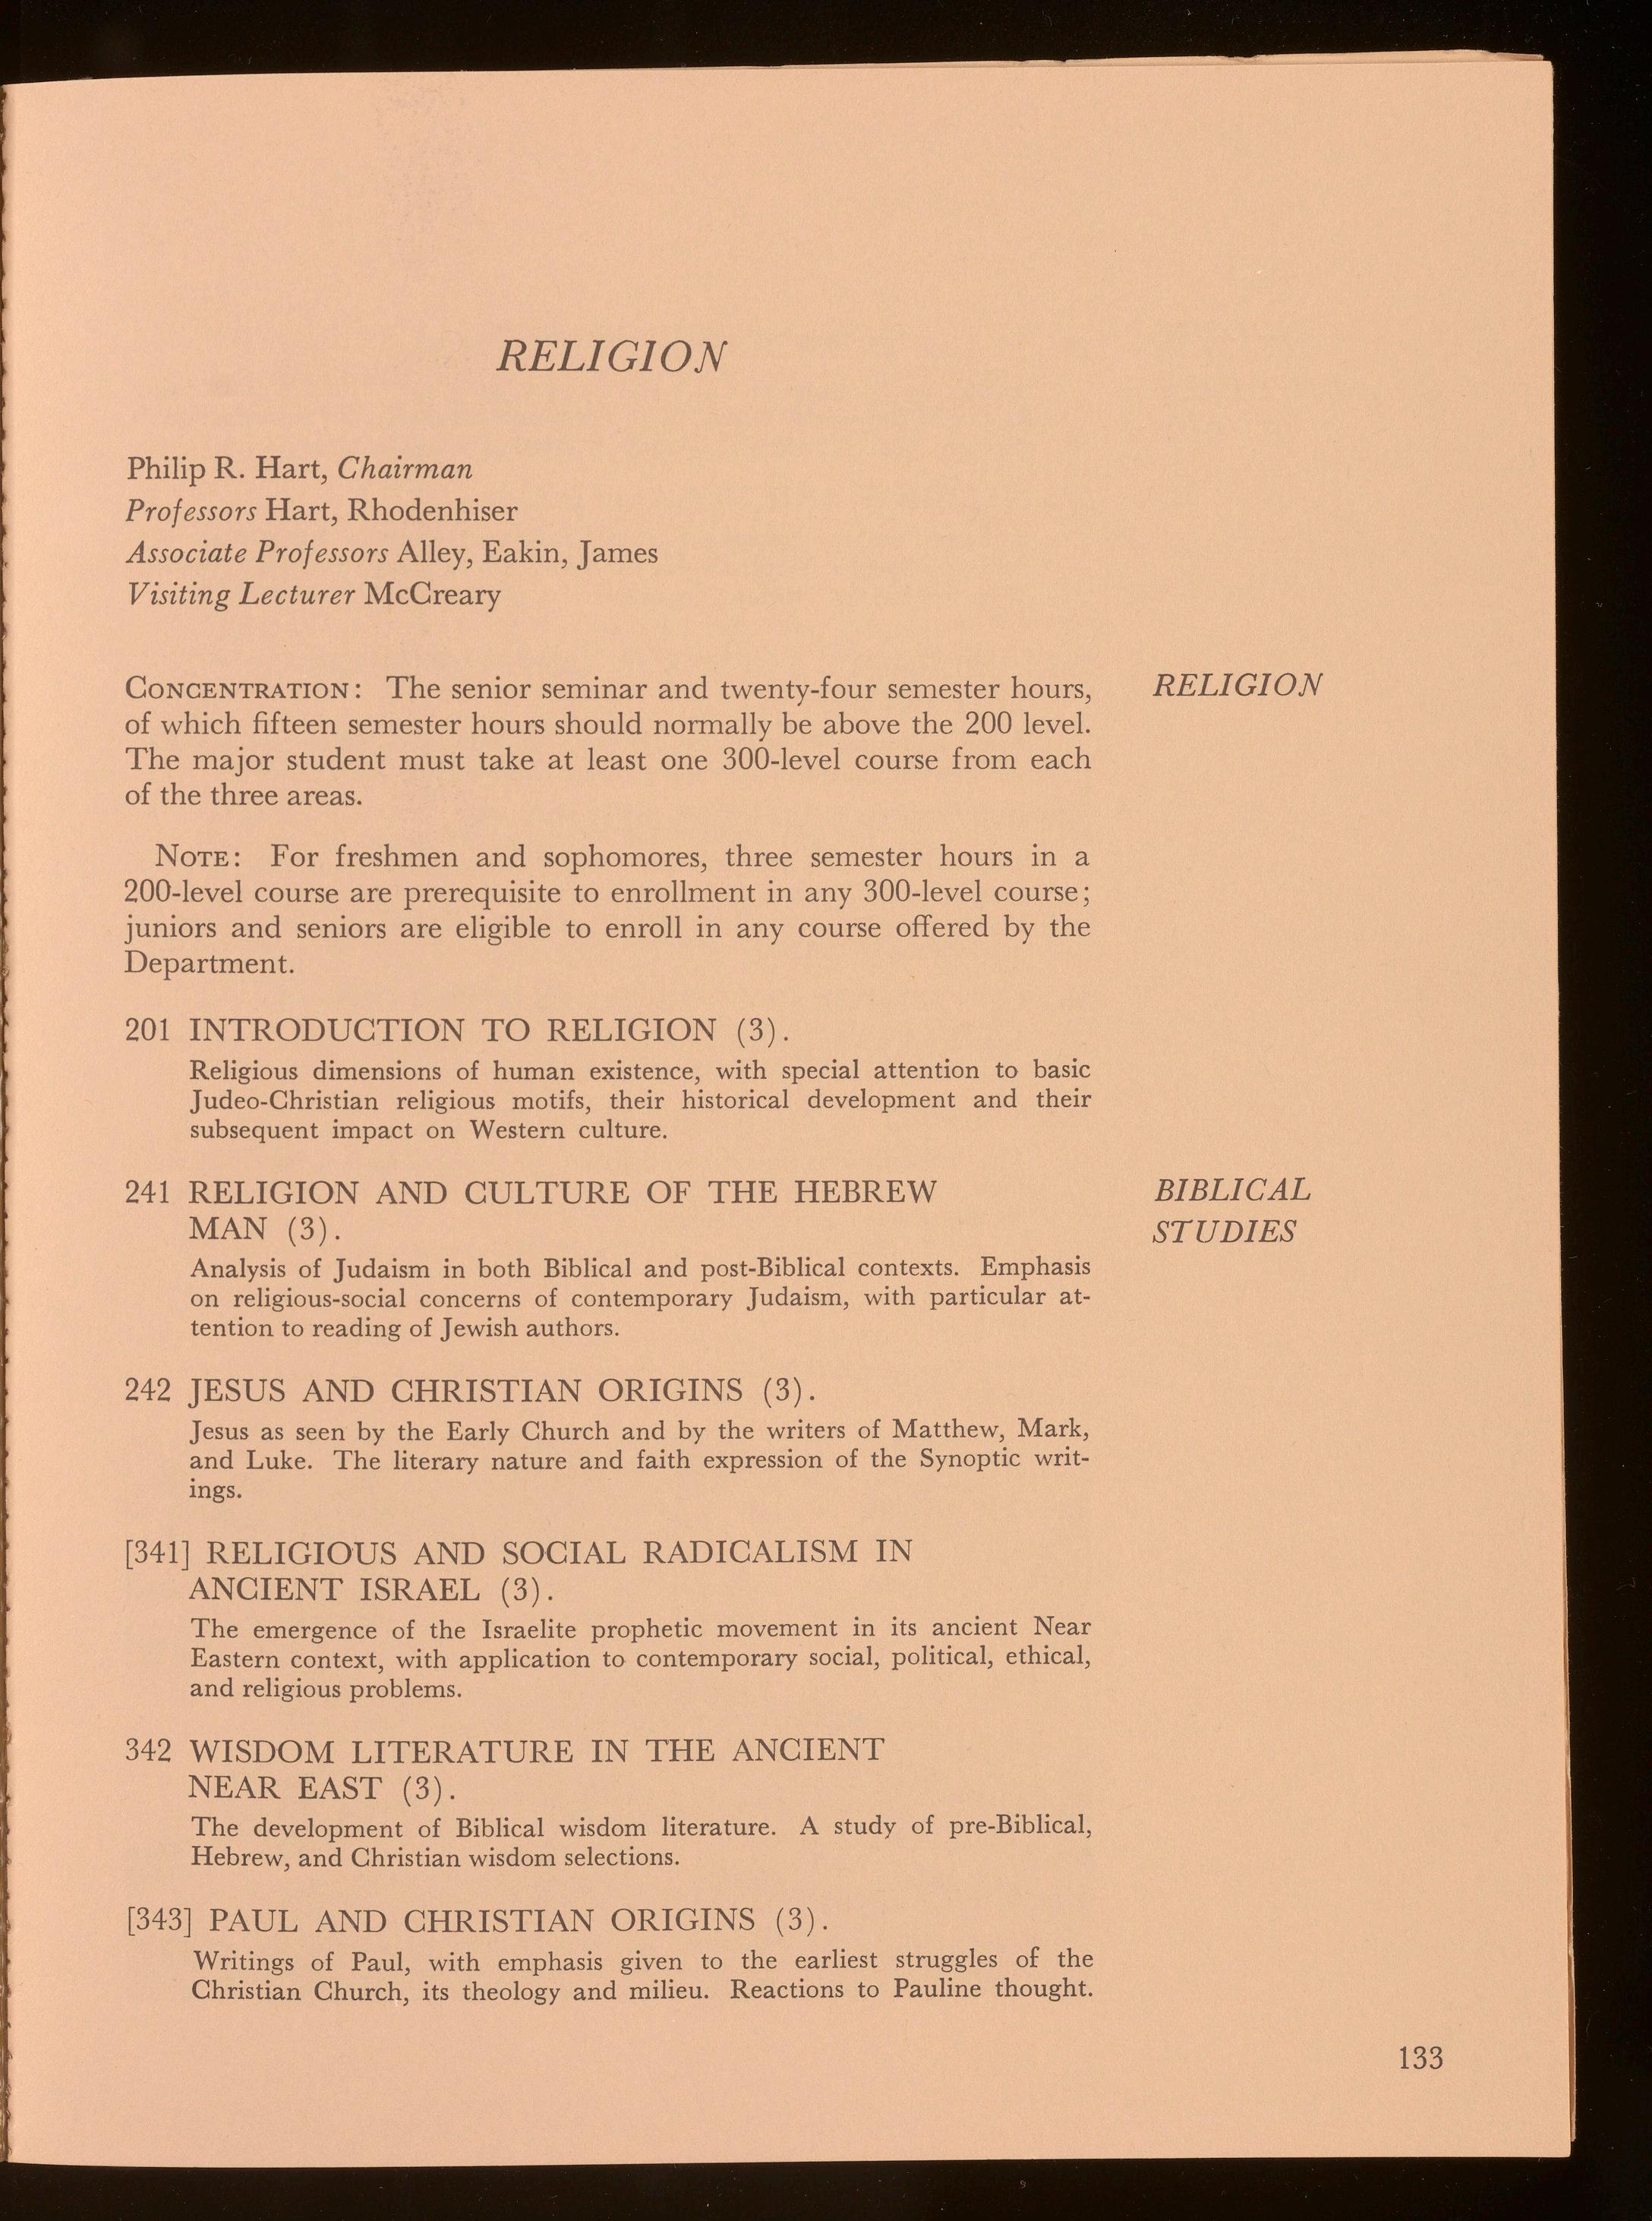 RELIGION
Philip R. Hart, Chairman
Professors Hart, Rhodenhiser
Associate Professors Alley, Eakin, James
Visiting Lecturer McCreary
CONCENTRATION: The senior seminar and twenty-four semester hours,
of which fifteen semester hours should normally be above the 200 level.
The major student must take at least one 300-level course from each
of the three areas.
RELIGION
NOTE: For freshmen and sophomores, three semester hours in a
200-level course are prerequisite to enrollment in any 300-level course;
juniors and seniors are eligible to enroll in any course offered by the
Department.
201 INTRODUCTION TO RELIGION (3).
Religious dimensions of human existence, with special attention to basic
Judeo-Christian religious motifs, their historical development and their
subsequent impact on Western culture.
241 RELIGION AND CULTURE OF THE HEBREW
MAN (3).
BIBLICAL
STUDIES
Analysis of Judaism in both Biblical and post-Biblical contexts. Emphasis
on religious-social concerns of contemporary Judaism, with particular at-
tention to reading of Jewish authors.
242 JESUS AND CHRISTIAN ORIGINS (3).
Jesus as seen by the Early Church and by the writers of Matthew, Mark,
and Luke. The literary nature and faith expression of the Synoptic writ-
ings.
[341] RELIGIOUS AND SOCIAL RADICALISM IN
ANCIENT ISRAEL (3).
The emergence of the Israelite prophetic movement in its ancient Near
Eastern context, with application to contemporary social, political, ethical,
and religious problems.
342 WISDOM LITERATURE IN THE ANCIENT
NEAR EAST (3).
The development of Biblical wisdom literature. A study of pre-Biblical,
Hebrew, and Christian wisdom selections.
[343] PAUL AND CHRISTIAN ORIGINS (3).
Writings of Paul, with emphasis given to the earliest struggles of the
Christian Church, its theology and milieu. Reactions to Pauline thought.
133